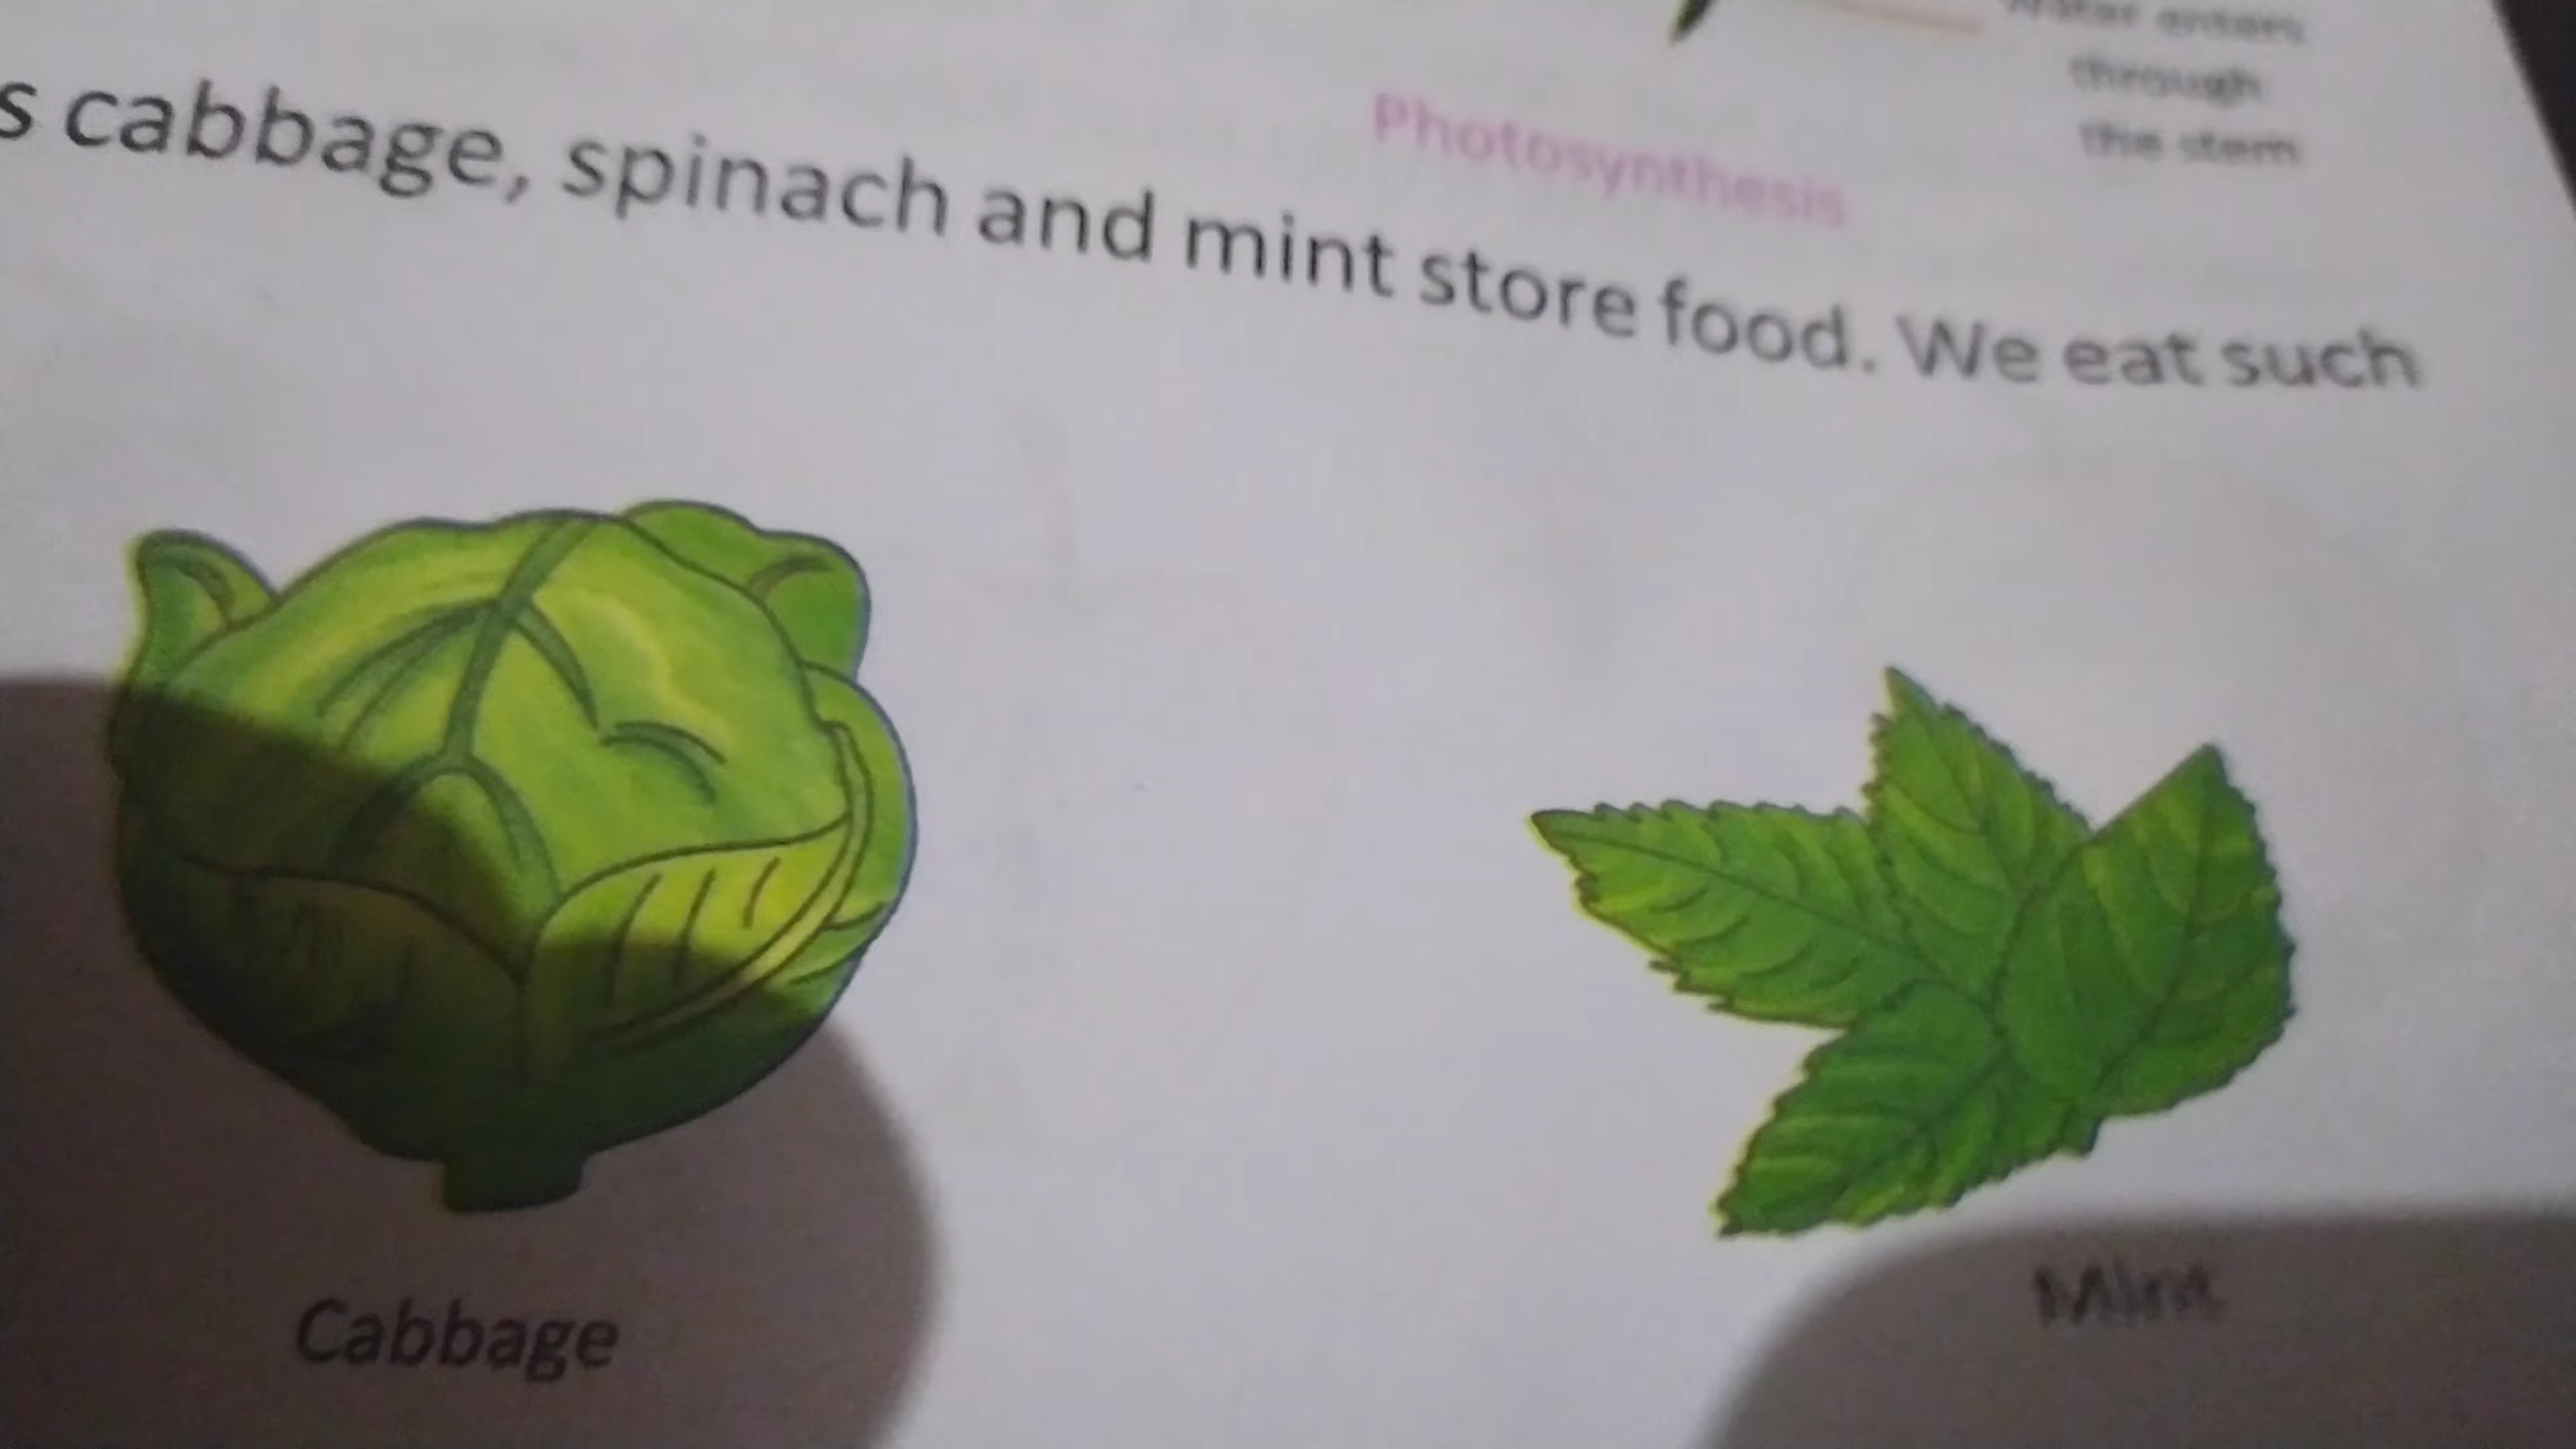 Water enters
through
the stem
Photosynthesis
s cabbage, spinach and mint store food. We eat such
Cabbage
Mint